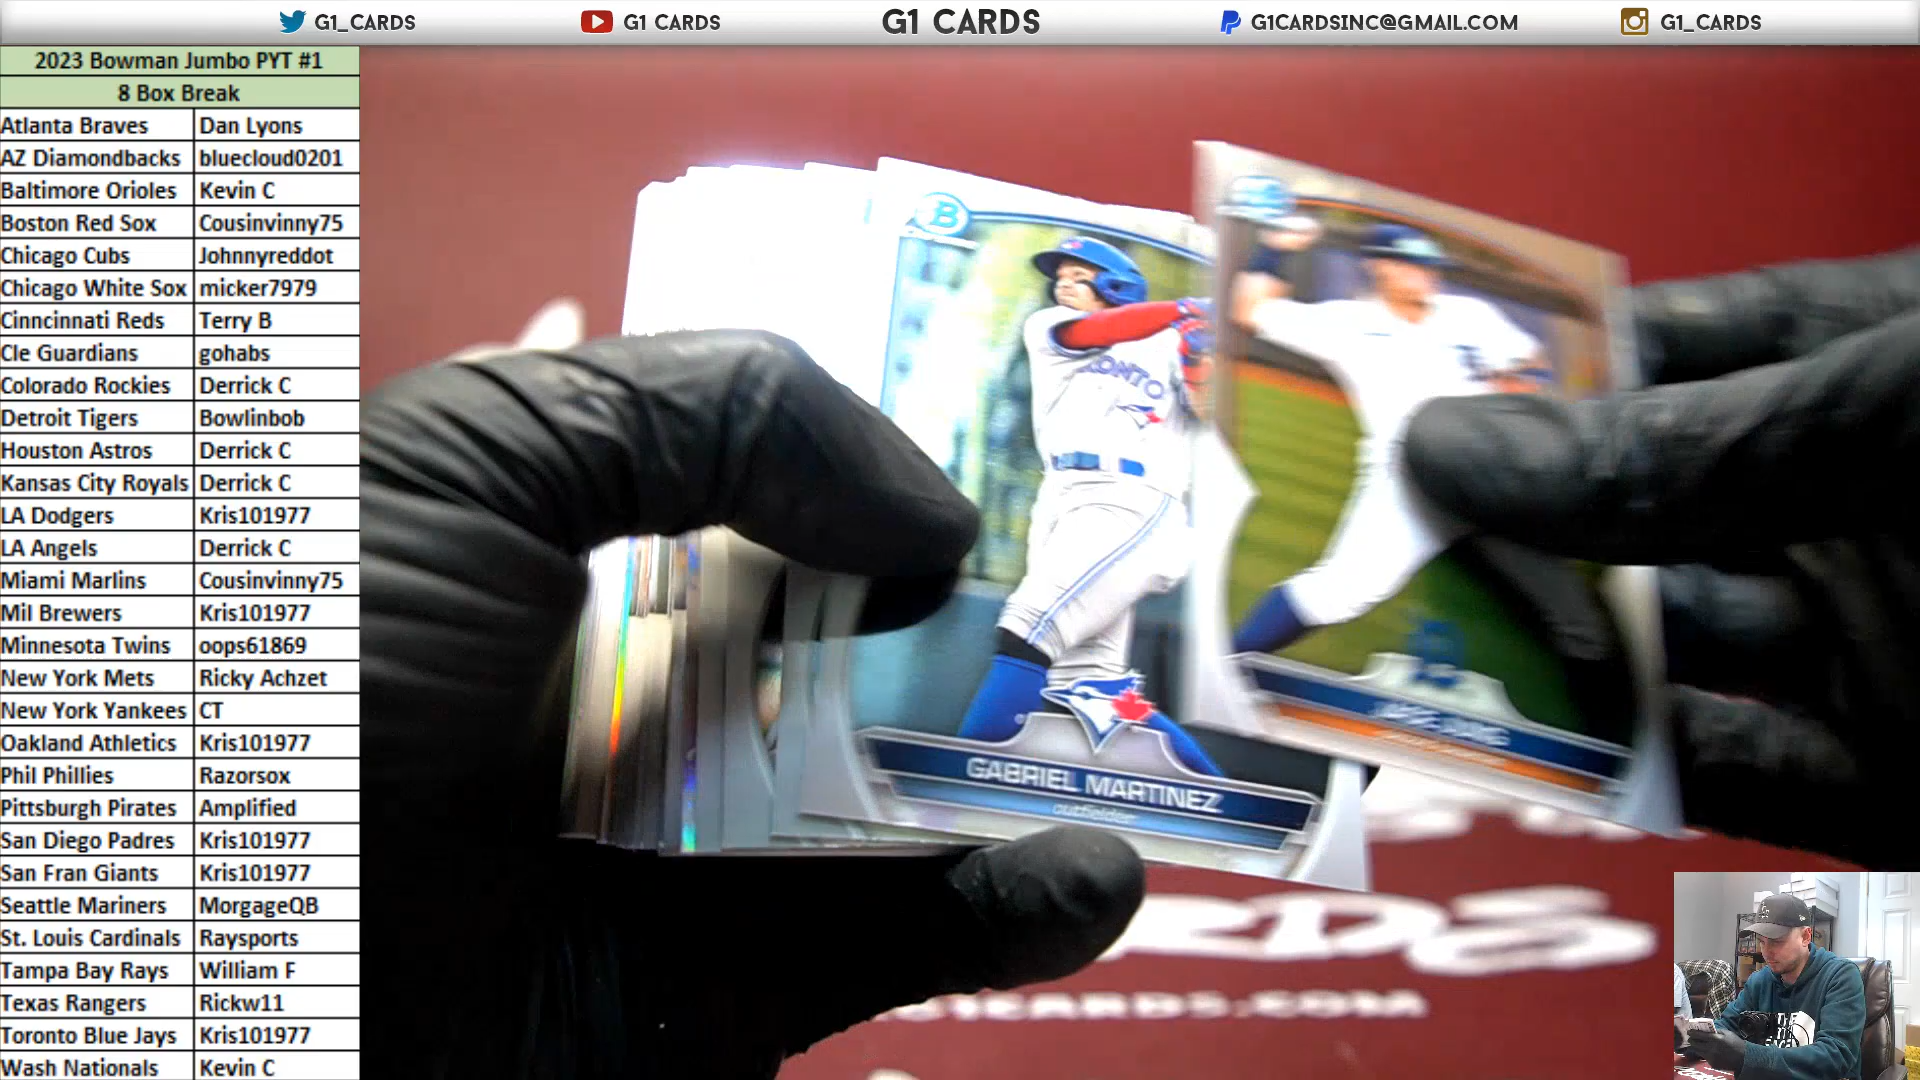 G1_CARDS
G1 CARDS
G1 CARDS
G1CARDSINC@GMAIL.COM
G1_CARDS
2023 Bowman Jumbo PYT #1
8 Box Break
Atlanta Braves Dan Lyons
AZ Diamondbacks bluecloud0201
Baltimore Orioles Kevin C
Boston Red Sox Cousinvinny75
Chicago Cubs Johnnyreddot
Chicago White Sox micker7979
Cinncinnati Reds Terry B
Cle Guardians gohabs
Colorado Rockies Derrick C
Detroit Tigers Bowlinbob
Houston Astros Derrick C
Kansas City Royals Derrick C
LA Dodgers Kris101977
LA Angels Derrick C
Miami Marlins Cousinvinny75
Mil Brewers Kris101977
Minnesota Twins oops61869
New York Mets Ricky Achzet
New York Yankees CT
Oakland Athletics Kris101977
Phil Phillies Razorsox
Pittsburgh Pirates Amplified
San Diego Padres Kris101977
San Fran Giants Kris101977
Seattle Mariners MorgageQB
St. Louis Cardinals Raysports
Tampa Bay Rays William F
Texas Rangers Rickw11
Toronto Blue Jays Kris101977
Wash Nationals Kevin C
B
GABRIEL MARTINEZ
outfielder
G1CARDS.COM